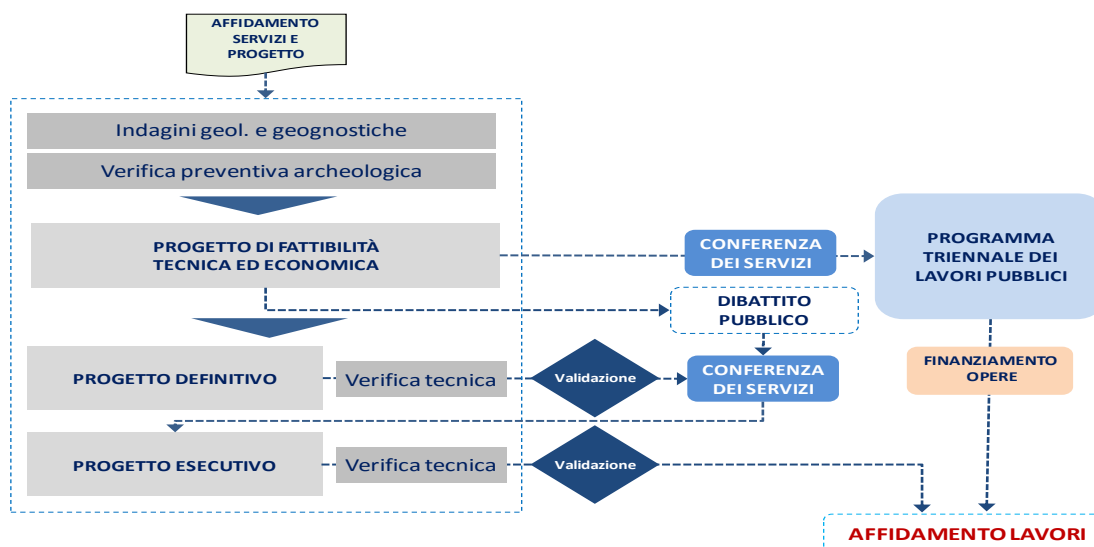 AFFIDAMENTO
SERVIZI E
PROGETTO
Indagini geol. e geognostiche
Verifica preventiva archeologica
PROGETTO DI FATTIBILITÀ
TECNICA ED ECONOMICA
CONFERENZA
DEI SERVIZI
PROGRAMMA
TRIENNALE DEI
LAVORI PUBBLICI
DIBATTITO
PUBBLICO
PROGETTO DEFINITIVO
Verifica tecnica
Validazione
CONFERENZA
DEI SERVIZI
FINANZIAMENTO
OPERE
PROGETTO ESECUTIVO
Verifica tecnica
Validazione
AFFIDAMENTO LAVORI